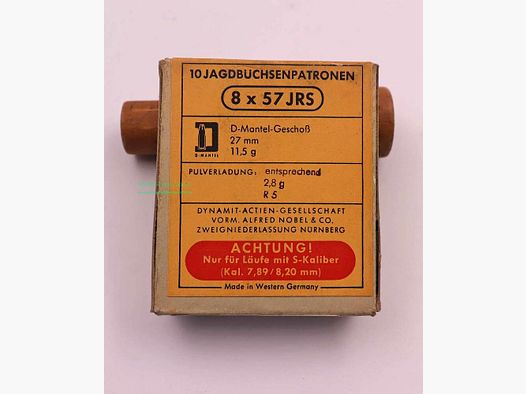 10 JAGDBUCHSENPATRONEN
8 x 57 JRS
D-Mantel-Geschoß
27 mm
11,5 g
D-MANTEL
PULVERLADUNG: entsprechend
2,8 g
R 5
DYNAMIT-ACTIEN-GESELLSCHAFT
VORM. ALFRED NOBEL & CO.
ZWEIGNIEDERLASSUNG NÜRNBERG
ACHTUNG!
Nur für Läufe mit S-Kaliber
(Kal. 7,89/8,20 mm)
Made in Western Germany